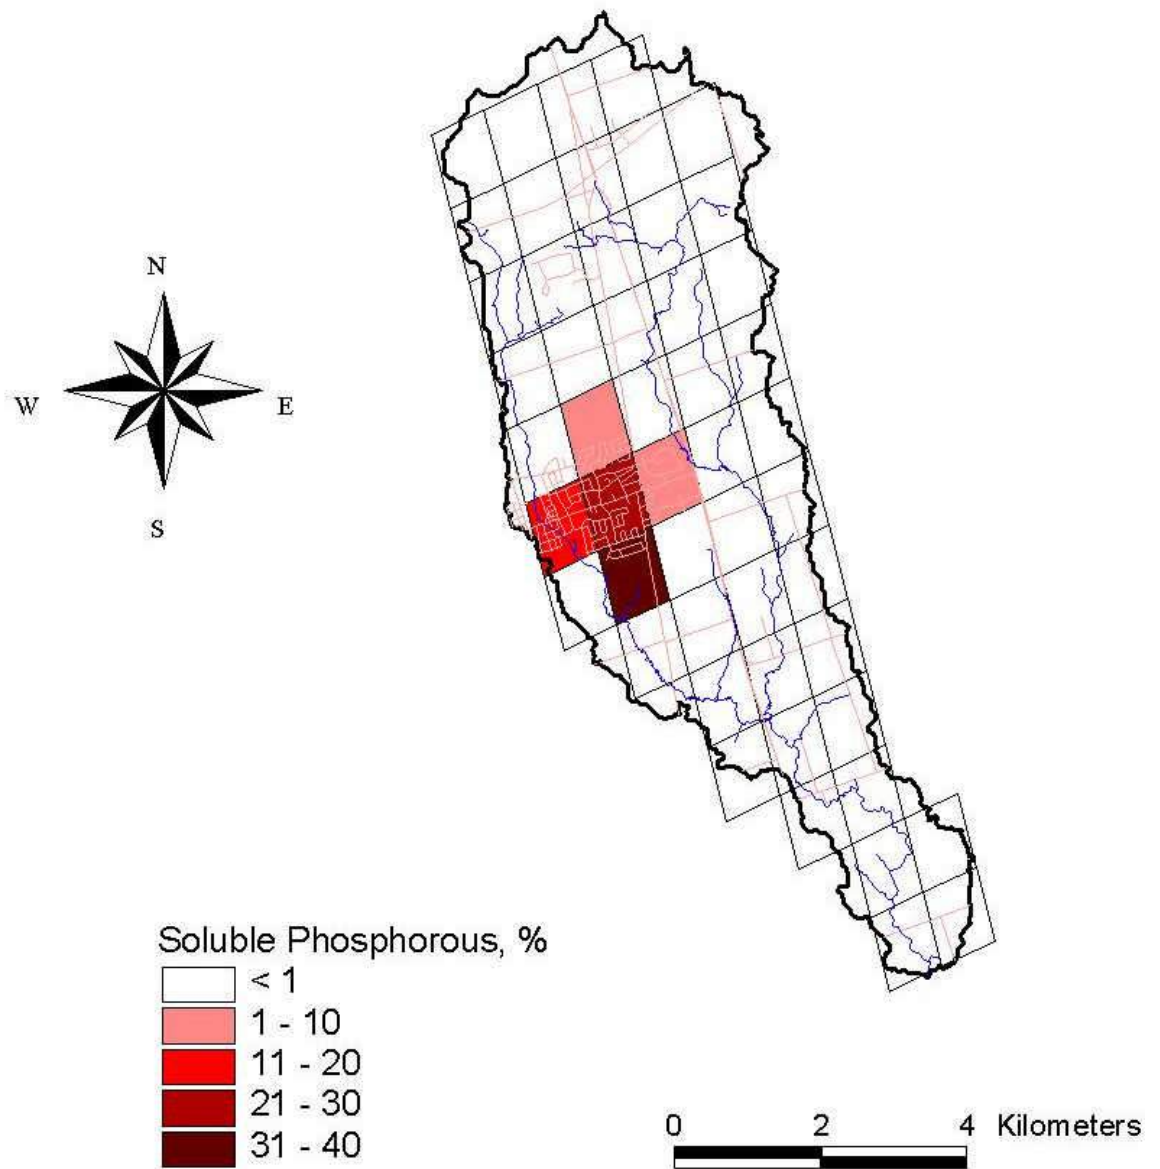 N
W
E
S
Soluble Phosphorous, %
< 1
1 - 10
11 - 20
21 - 30
31 - 40
0 2 4 Kilometers